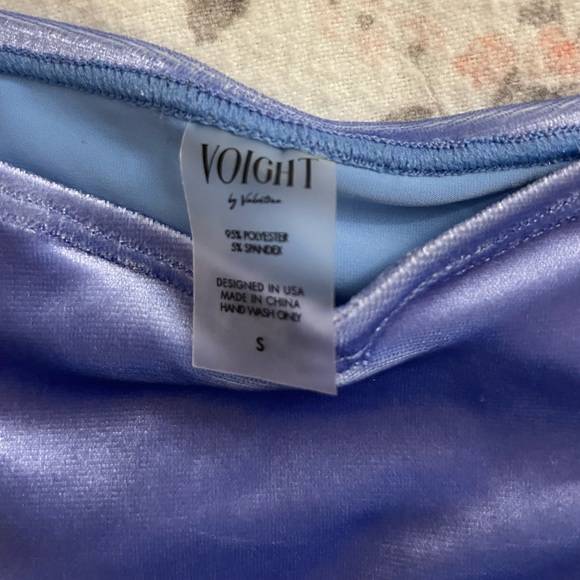 VOIGHT
by Valentina
95% POLYESTER
5% SPANDEX
DESIGNED IN USA
MADE IN CHINA
HAND WASH ONLY
S